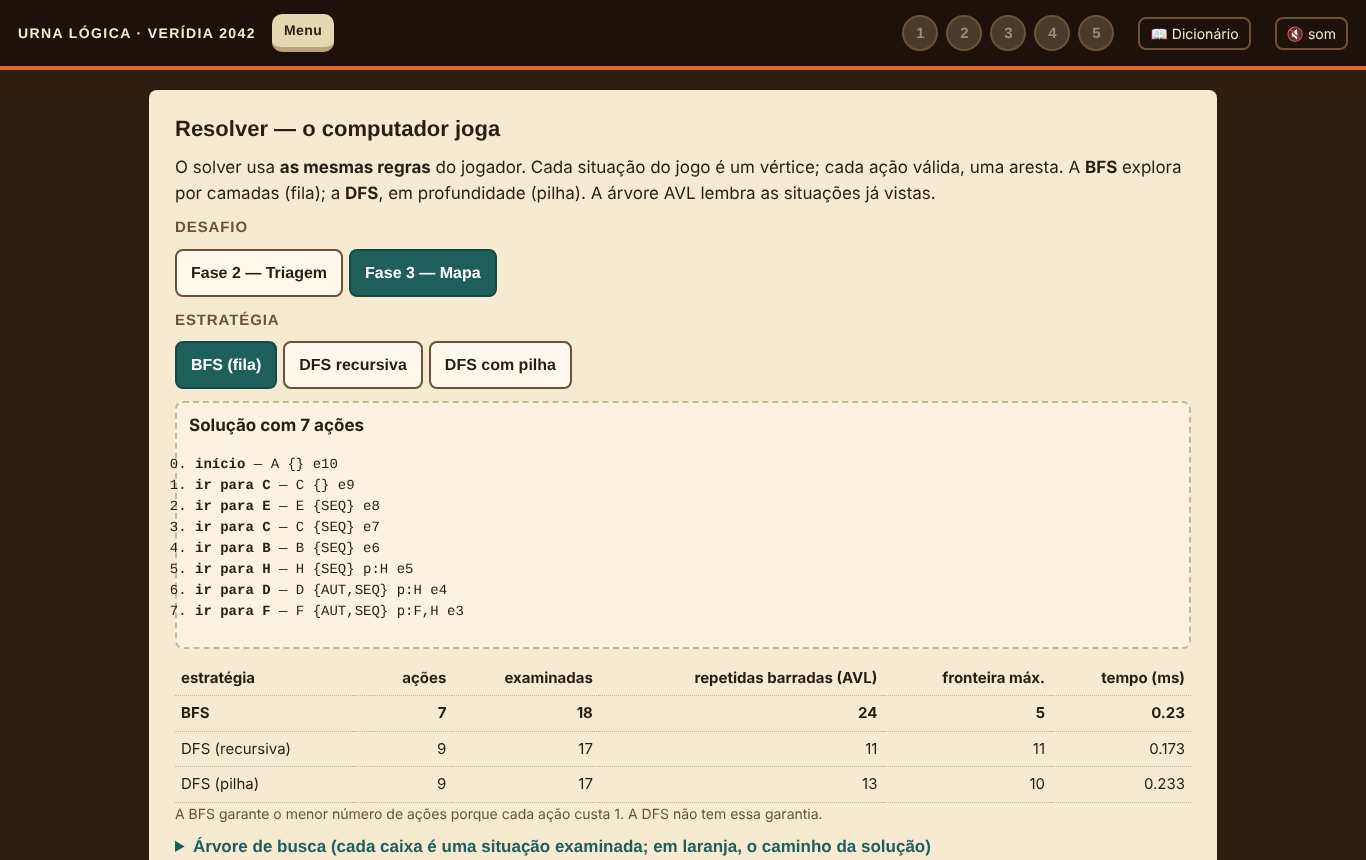 URNA LÓGICA · VERÍDIA 2042 Menu 1 2 3 4 5 📖 Dicionário 🔇 som
Resolver — o computador joga
O solver usa as mesmas regras do jogador. Cada situação do jogo é um vértice; cada ação válida, uma aresta. A BFS explora
por camadas (fila); a DFS, em profundidade (pilha). A árvore AVL lembra as situações já vistas.
DESAFIO
Fase 2 — Triagem Fase 3 — Mapa
ESTRATÉGIA
BFS (fila) DFS recursiva DFS com pilha
Solução com 7 ações
0. início — A {} e10
1. ir para C — C {} e9
2. ir para E — E {SEQ} e8
3. ir para C — C {SEQ} e7
4. ir para B — B {SEQ} e6
5. ir para H — H {SEQ} p:H e5
6. ir para D — D {AUT,SEQ} p:H e4
7. ir para F — F {AUT,SEQ} p:F,H e3
estratégia ações examinadas repetidas barradas (AVL) fronteira máx. tempo (ms)
BFS 7 18 24 5 0.23
DFS (recursiva) 9 17 11 11 0.173
DFS (pilha) 9 17 13 10 0.233
A BFS garante o menor número de ações porque cada ação custa 1. A DFS não tem essa garantia.
▶ Árvore de busca (cada caixa é uma situação examinada; em laranja, o caminho da solução)